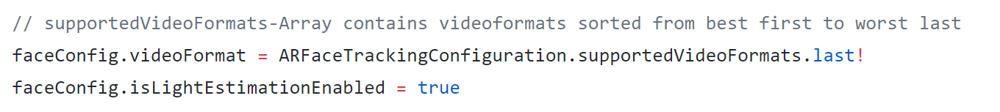 // supportedVideoFormats-Array contains videoformats sorted from best first to worst last
faceConfig.videoFormat = ARFaceTrackingConfiguration.supportedVideoFormats.last!
faceConfig.isLightEstimationEnabled = true